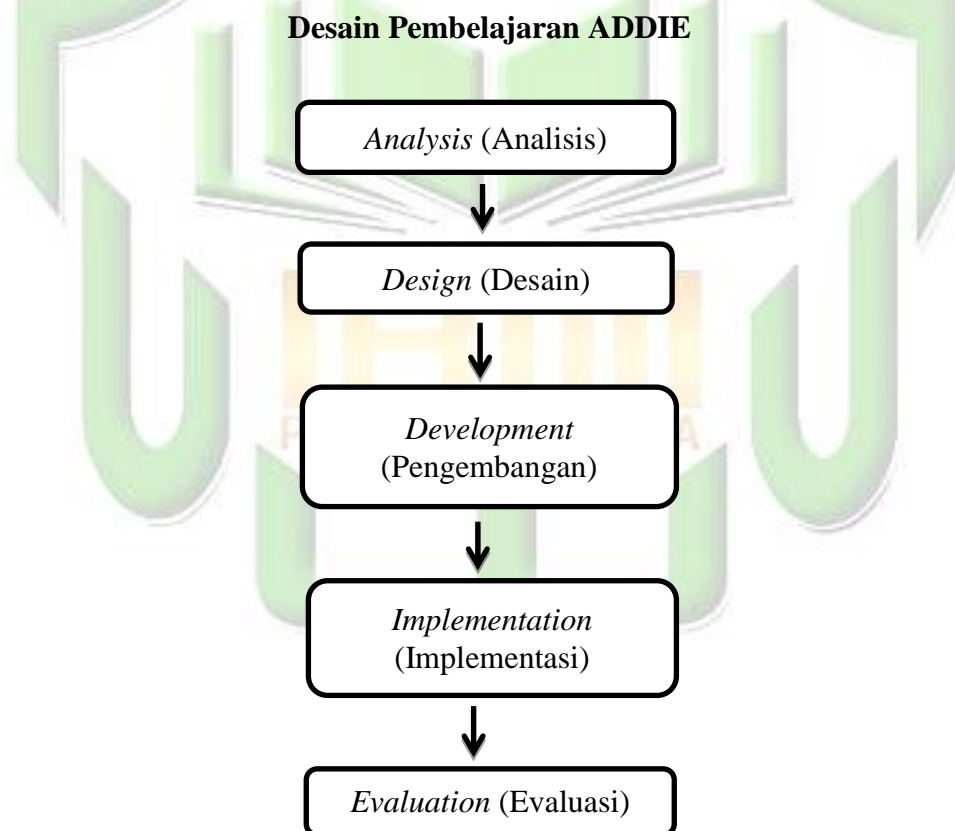 Desain Pembelajaran ADDIE
Analysis (Analisis)
Design (Desain)
Development
(Pengembangan)
Implementation
(Implementasi)
Evaluation (Evaluasi)